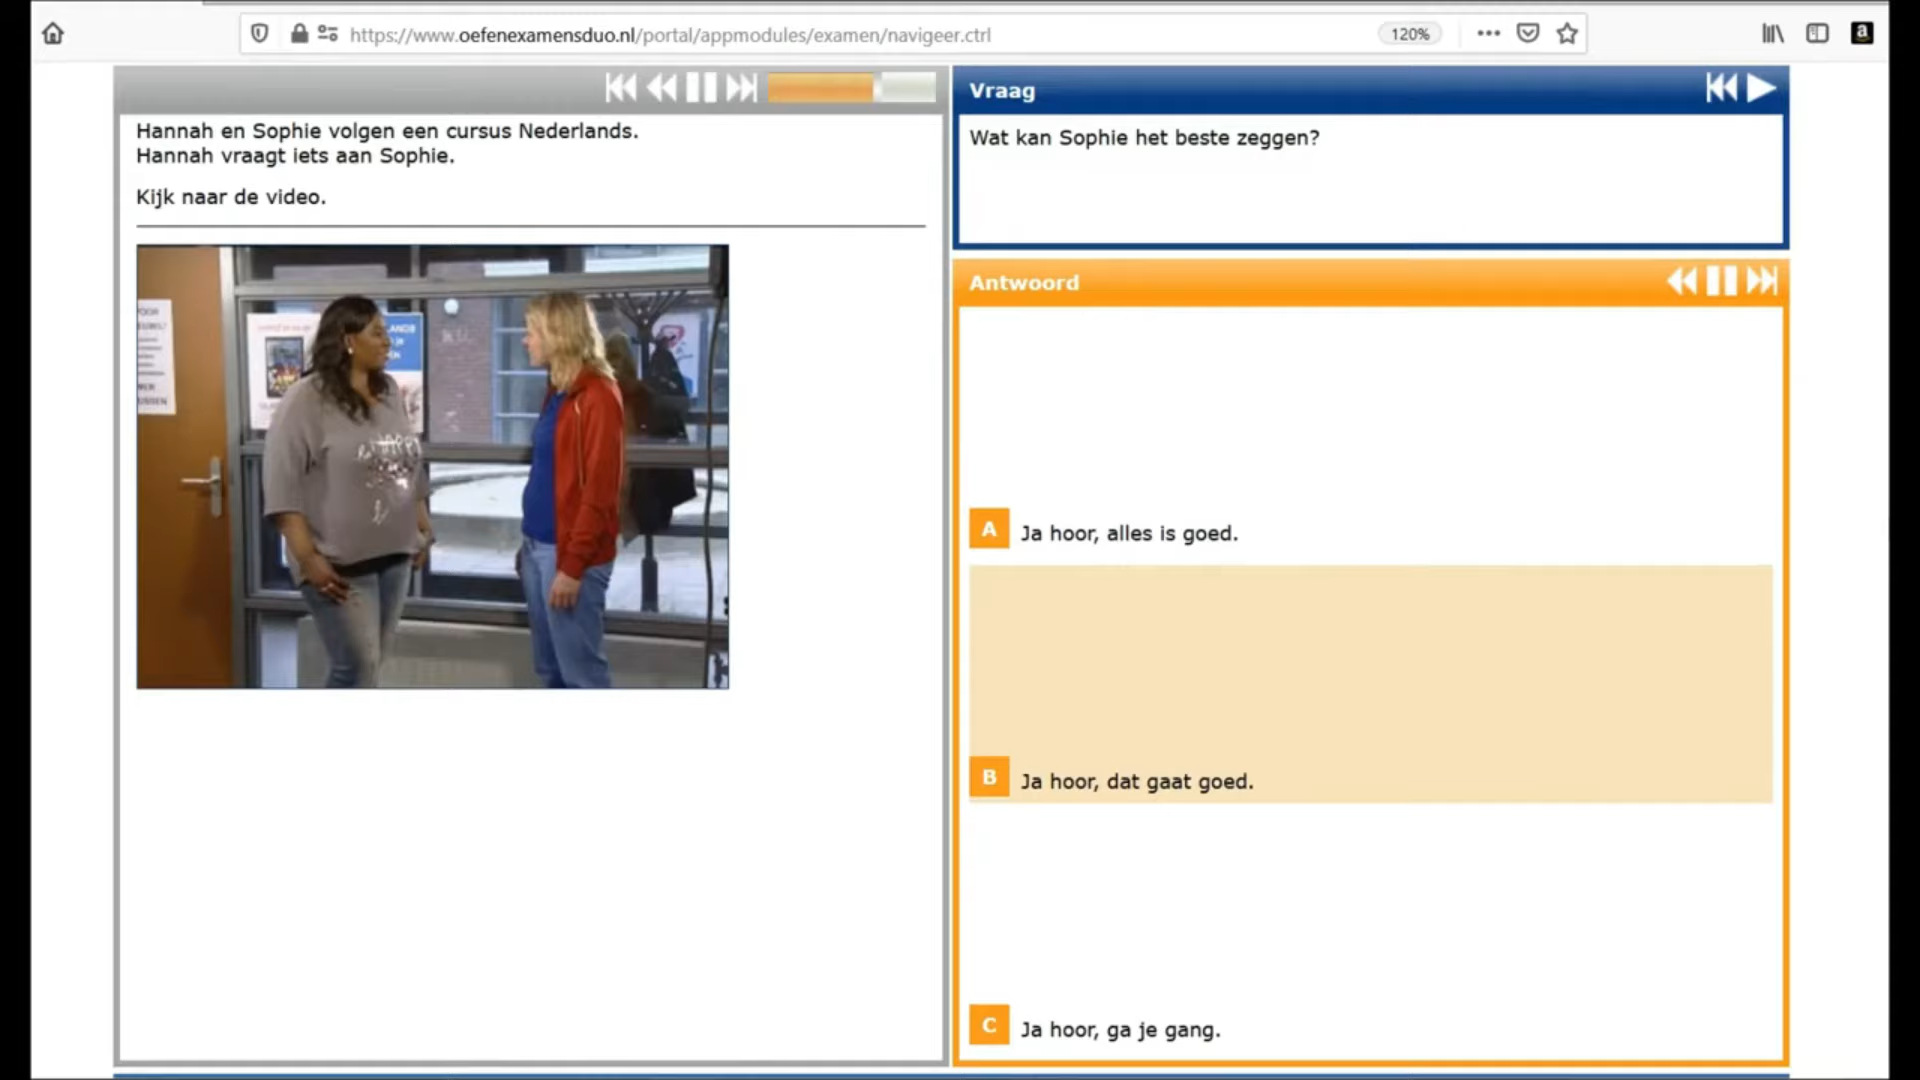 https://www.oefenexamensduo.nl/portal/appmodules/examen/navigeer.ctrl
120%
Hannah en Sophie volgen een cursus Nederlands.
Hannah vraagt iets aan Sophie.
Kijk naar de video.
Vraag
Wat kan Sophie het beste zeggen?
Antwoord
A Ja hoor, alles is goed.
B Ja hoor, dat gaat goed.
C Ja hoor, ga je gang.